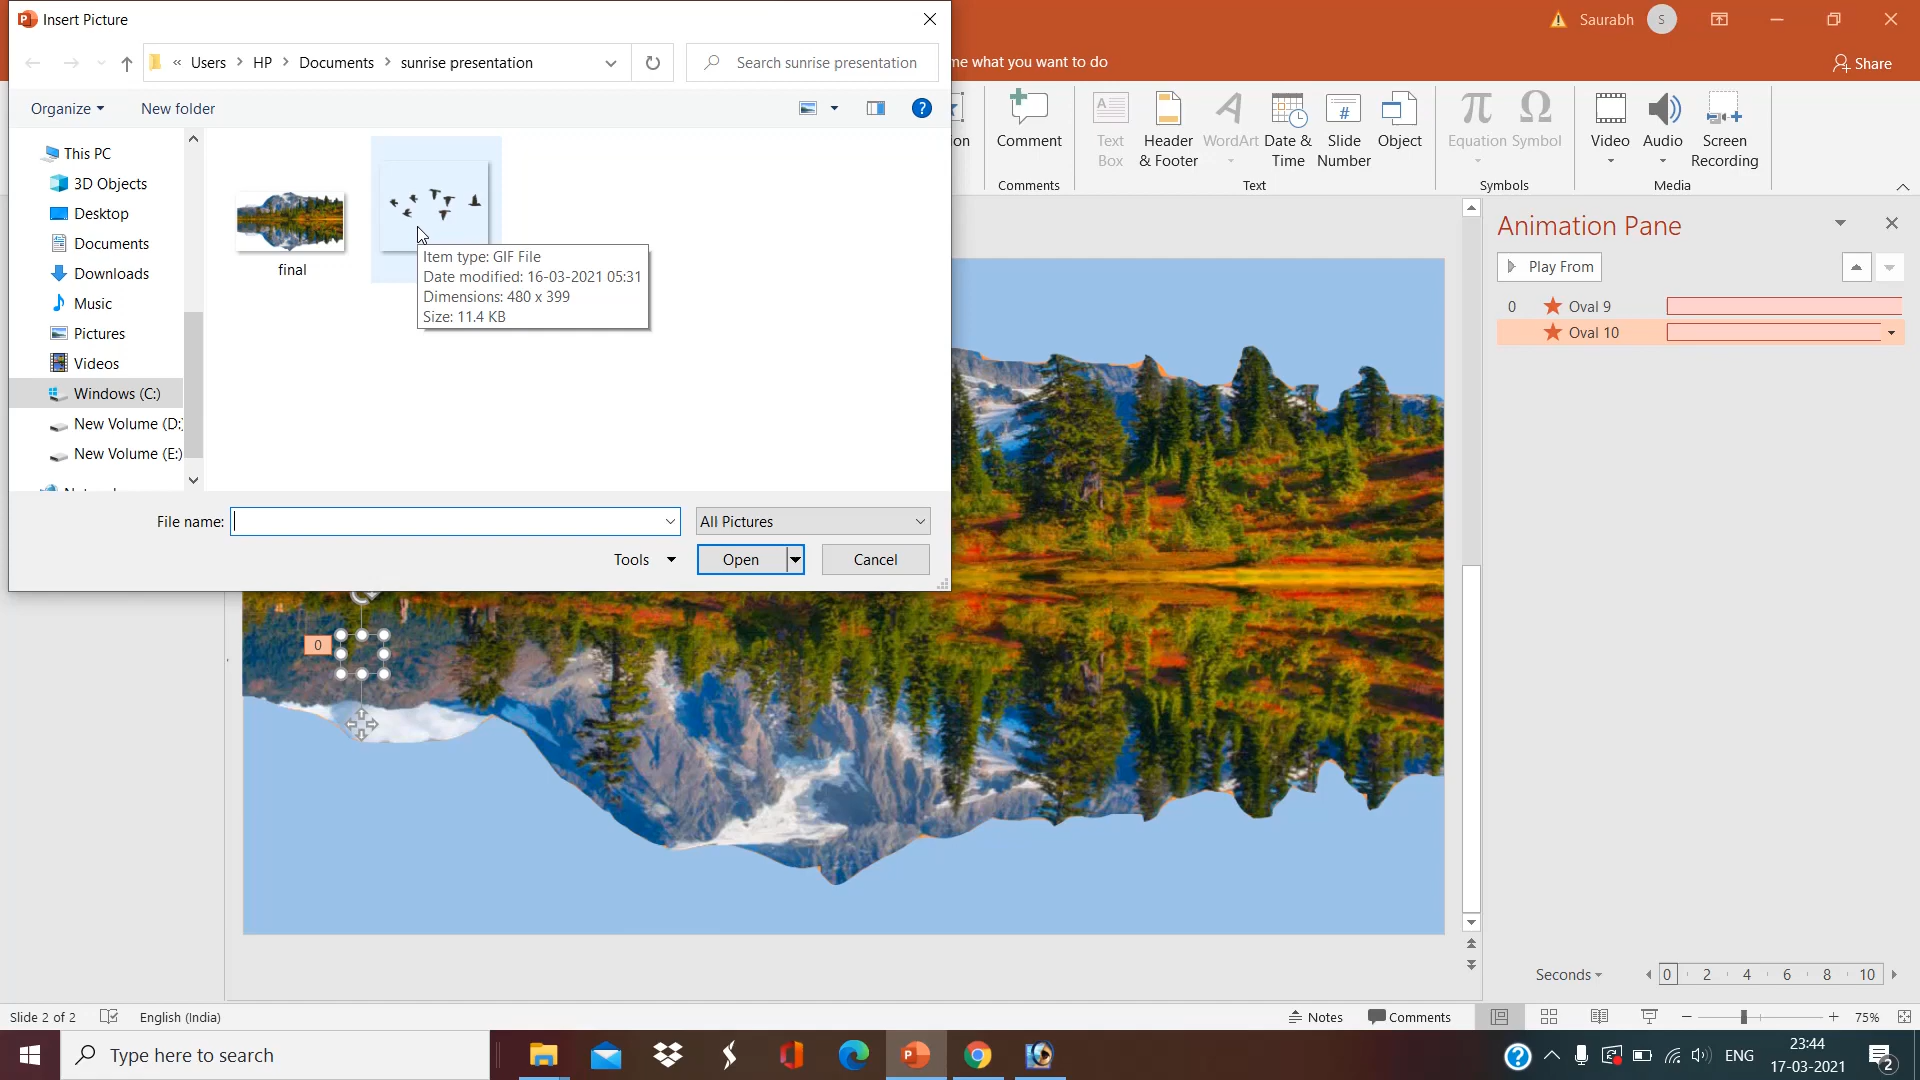 Insert Picture
Saurabh
S
« Users > HP > Documents > sunrise presentation
Search sunrise presentation
me what you want to do
Share
Organize
New folder
on
Comment
Text Box
Header & Footer
WordArt
Date & Time
Slide Number
Object
Equation
Symbol
Video
Audio
Screen Recording
Comments
Text
Symbols
Media
This PC
3D Objects
Desktop
Documents
Downloads
Music
Pictures
Videos
Windows (C:)
New Volume (D:)
New Volume (E:)
final
Item type: GIF File
Date modified: 16-03-2021 05:31
Dimensions: 480 x 399
Size: 11.4 KB
File name:
All Pictures
Tools
Open
Cancel
Animation Pane
Play From
0
Oval 9
Oval 10
0
Seconds
0 2 4 6 8 10
Slide 2 of 2
English (India)
Notes
Comments
75%
Type here to search
ENG
23:44
17-03-2021
2